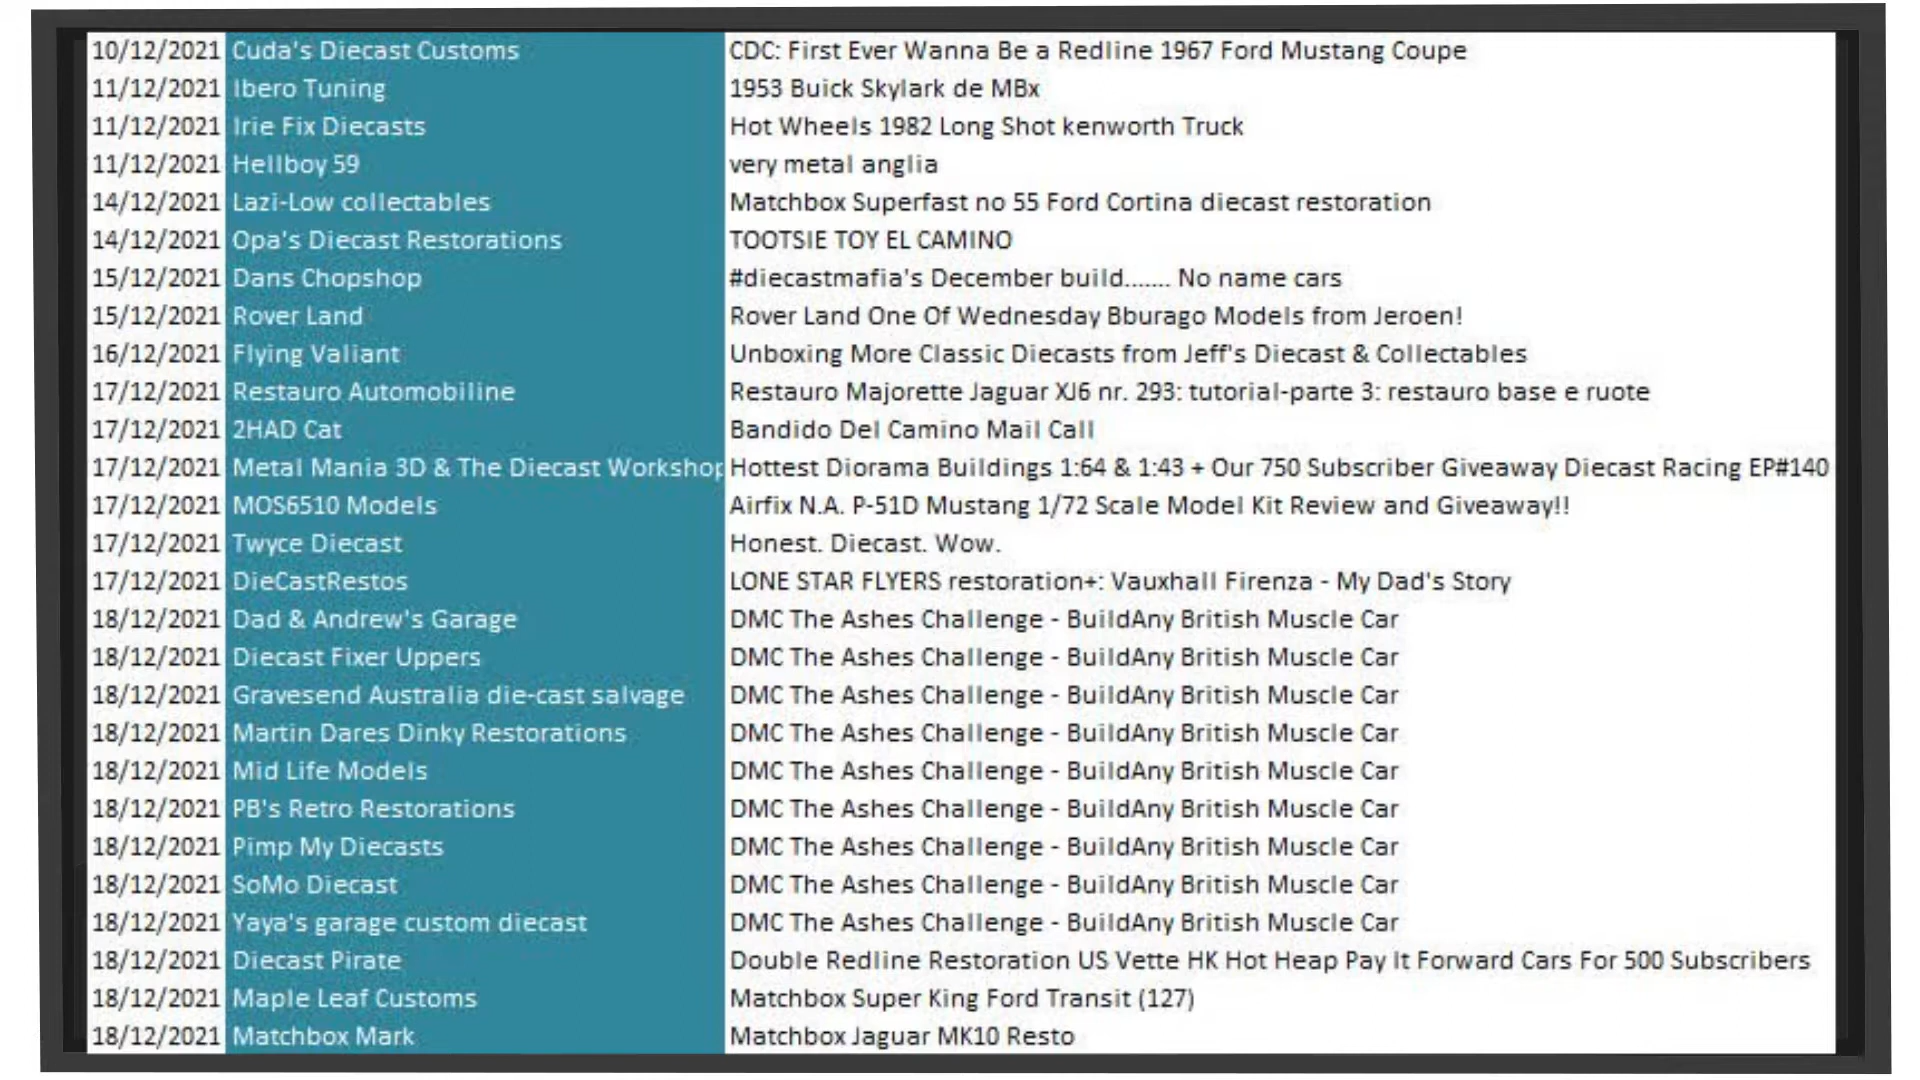 10/12/2021 Cuda's Diecast Customs CDC: First Ever Wanna Be a Redline 1967 Ford Mustang Coupe
11/12/2021 Ibero Tuning 1953 Buick Skylark de MBx
11/12/2021 Irie Fix Diecasts Hot Wheels 1982 Long Shot kenworth Truck
11/12/2021 Hellboy 59 very metal anglia
14/12/2021 Lazi-Low collectables Matchbox Superfast no 55 Ford Cortina diecast restoration
14/12/2021 Opa's Diecast Restorations TOOTSIE TOY EL CAMINO
15/12/2021 Dans Chopshop #diecastmafia's December build....... No name cars
15/12/2021 Rover Land Rover Land One Of Wednesday Bburago Models from Jeroen!
16/12/2021 Flying Valiant Unboxing More Classic Diecasts from Jeff's Diecast & Collectables
17/12/2021 Restauro Automobiline Restauro Majorette Jaguar XJ6 nr. 293: tutorial-parte 3: restauro base e ruote
17/12/2021 2HAD Cat Bandido Del Camino Mail Call
17/12/2021 Metal Mania 3D & The Diecast Workshop Hottest Diorama Buildings 1:64 & 1:43 + Our 750 Subscriber Giveaway Diecast Racing EP#140
17/12/2021 MOS6510 Models Airfix N.A. P-51D Mustang 1/72 Scale Model Kit Review and Giveaway!!
17/12/2021 Twyce Diecast Honest. Diecast. Wow.
17/12/2021 DieCastRestos LONE STAR FLYERS restoration+: Vauxhall Firenza - My Dad's Story
18/12/2021 Dad & Andrew's Garage DMC The Ashes Challenge - BuildAny British Muscle Car
18/12/2021 Diecast Fixer Uppers DMC The Ashes Challenge - BuildAny British Muscle Car
18/12/2021 Gravesend Australia die-cast salvage DMC The Ashes Challenge - BuildAny British Muscle Car
18/12/2021 Martin Dares Dinky Restorations DMC The Ashes Challenge - BuildAny British Muscle Car
18/12/2021 Mid Life Models DMC The Ashes Challenge - BuildAny British Muscle Car
18/12/2021 PB's Retro Restorations DMC The Ashes Challenge - BuildAny British Muscle Car
18/12/2021 Pimp My Diecasts DMC The Ashes Challenge - BuildAny British Muscle Car
18/12/2021 SoMo Diecast DMC The Ashes Challenge - BuildAny British Muscle Car
18/12/2021 Yaya's garage custom diecast DMC The Ashes Challenge - BuildAny British Muscle Car
18/12/2021 Diecast Pirate Double Redline Restoration US Vette HK Hot Heap Pay It Forward Cars For 500 Subscribers
18/12/2021 Maple Leaf Customs Matchbox Super King Ford Transit (127)
18/12/2021 Matchbox Mark Matchbox Jaguar MK10 Resto